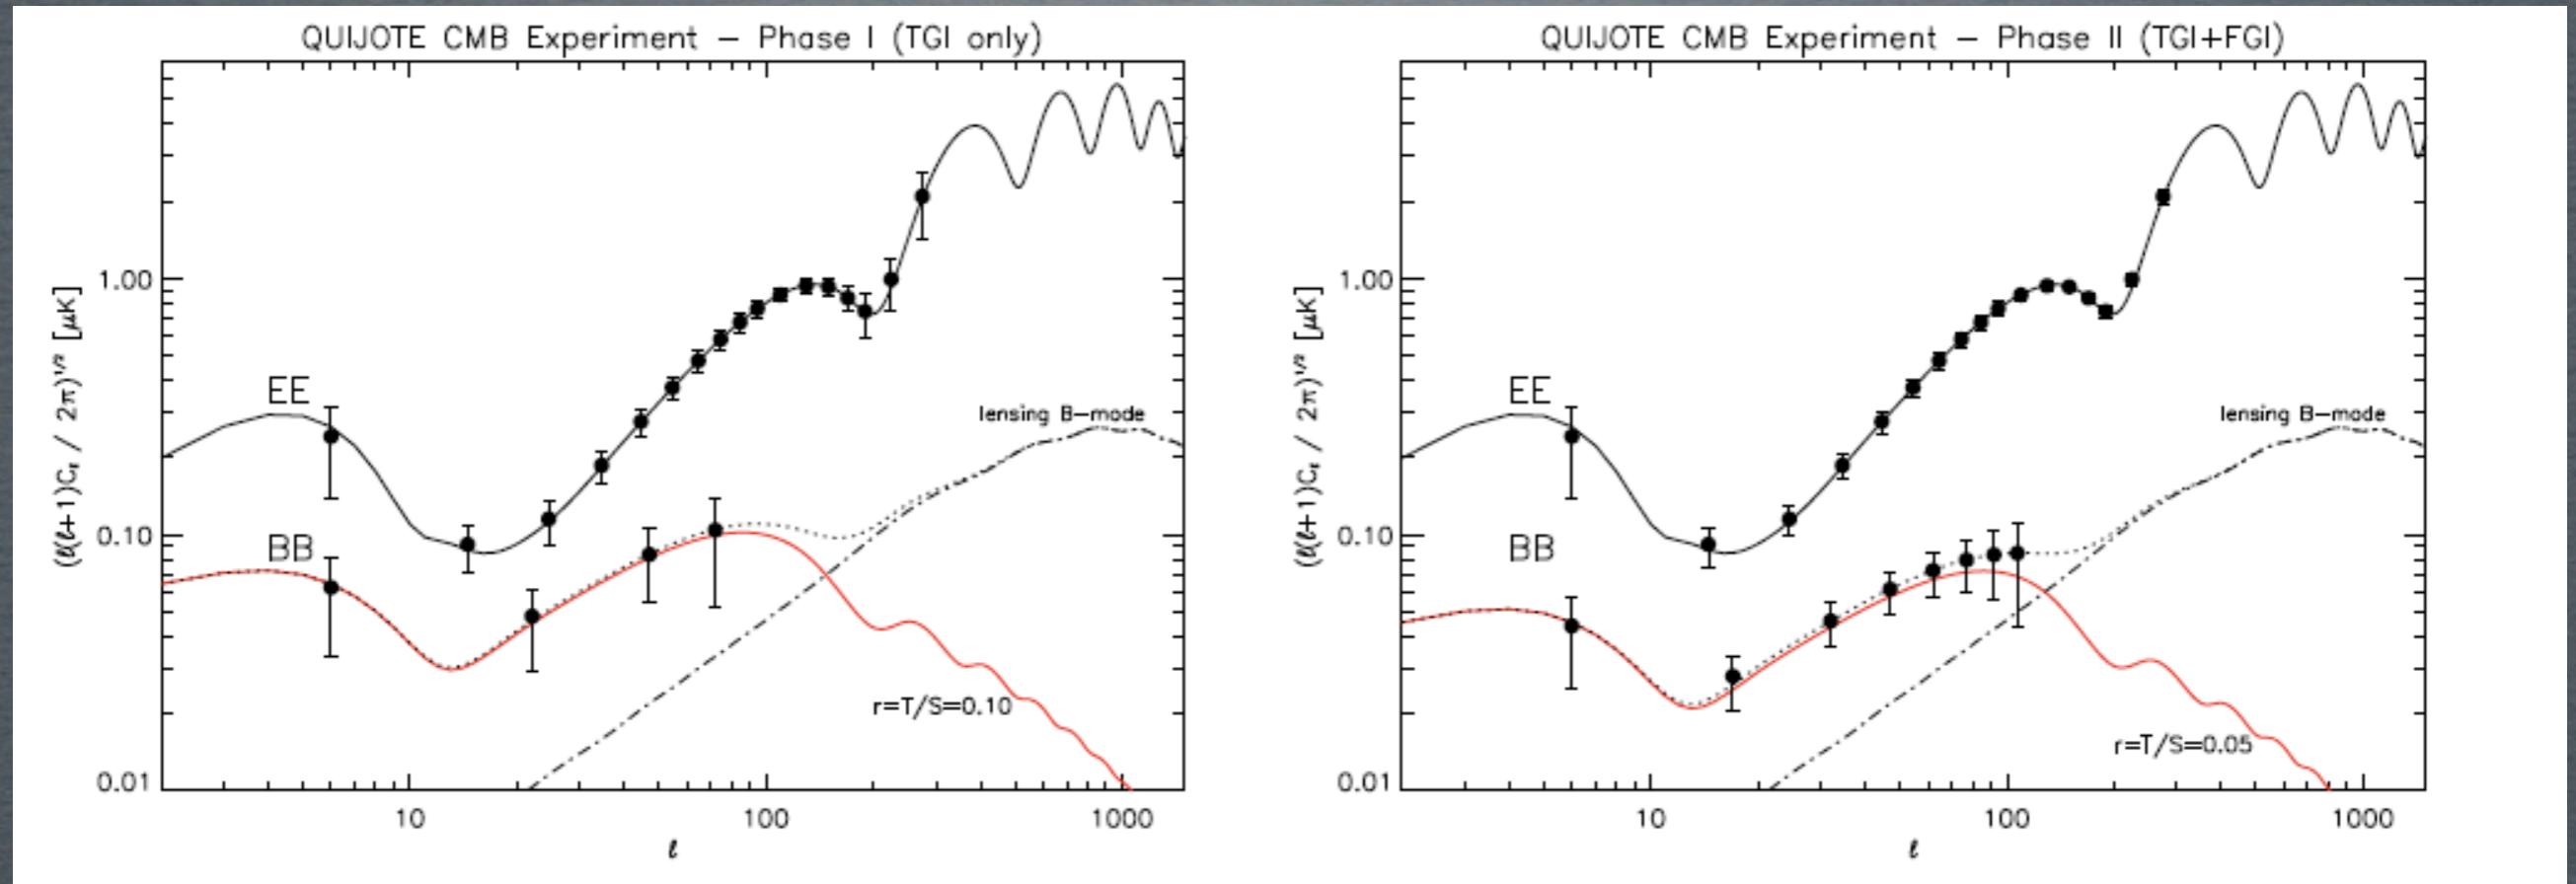 QUIJOTE CMB Experiment – Phase I (TGI only)
(ℓ(ℓ+1)Cℓ / 2π)^1/2 [μK]
1.00
0.10
0.01
EE
BB
lensing B–mode
r=T/S=0.10
10
100
1000
ℓ
QUIJOTE CMB Experiment – Phase II (TGI+FGI)
(ℓ(ℓ+1)Cℓ / 2π)^1/2 [μK]
1.00
0.10
0.01
EE
BB
lensing B–mode
r=T/S=0.05
10
100
1000
ℓ